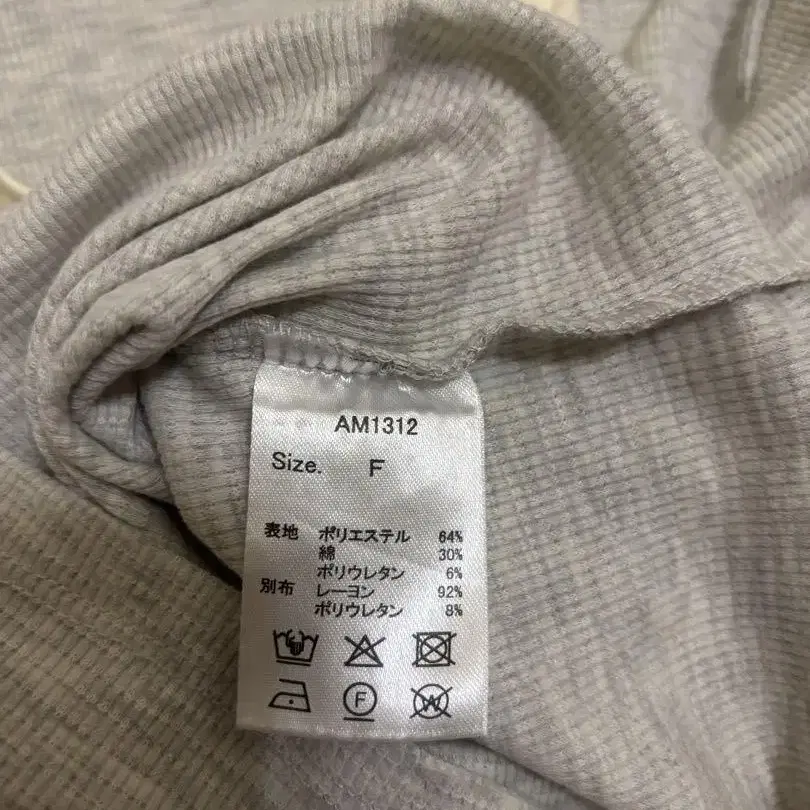 AM1312
Size. F
表地 ポリエステル 64%
綿 30%
ポリウレタン 6%
別布 レーヨン 92%
ポリウレタン 8%
F W